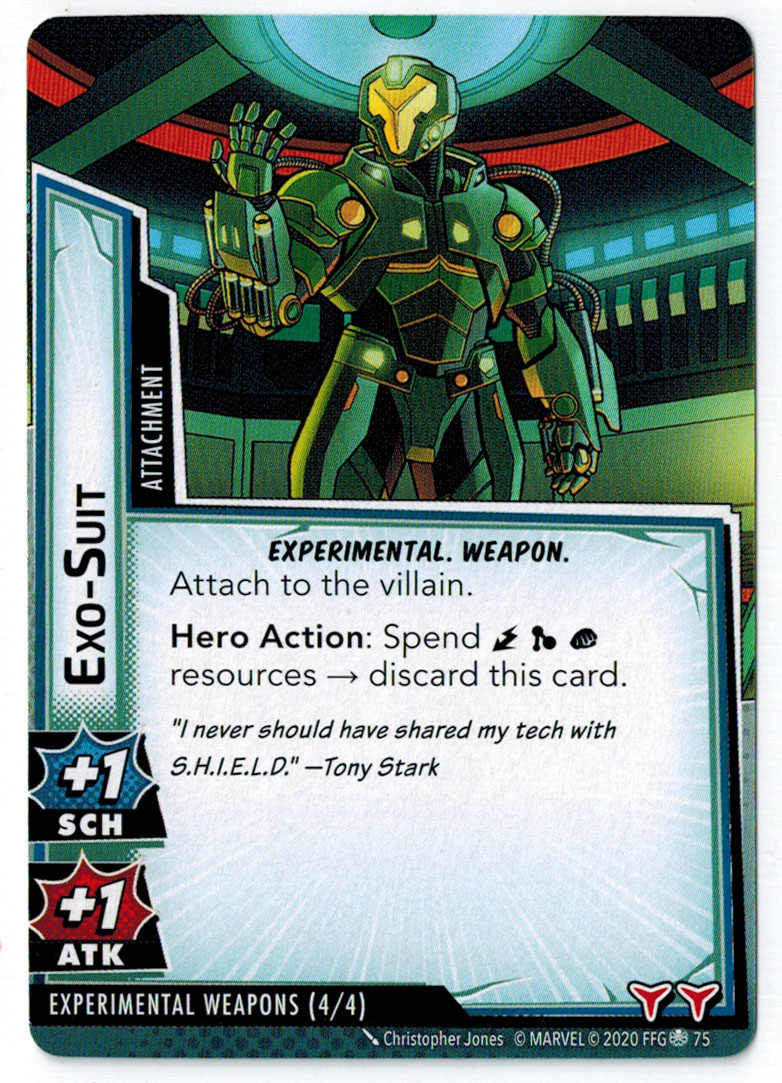 ATTACHMENT
EXO-SUIT
EXPERIMENTAL. WEAPON.
Attach to the villain.
Hero Action: Spend
resources → discard this card.
"I never should have shared my tech with
S.H.I.E.L.D." —Tony Stark
+1
SCH
+1
ATK
EXPERIMENTAL WEAPONS (4/4)
Christopher Jones © MARVEL © 2020 FFG 75